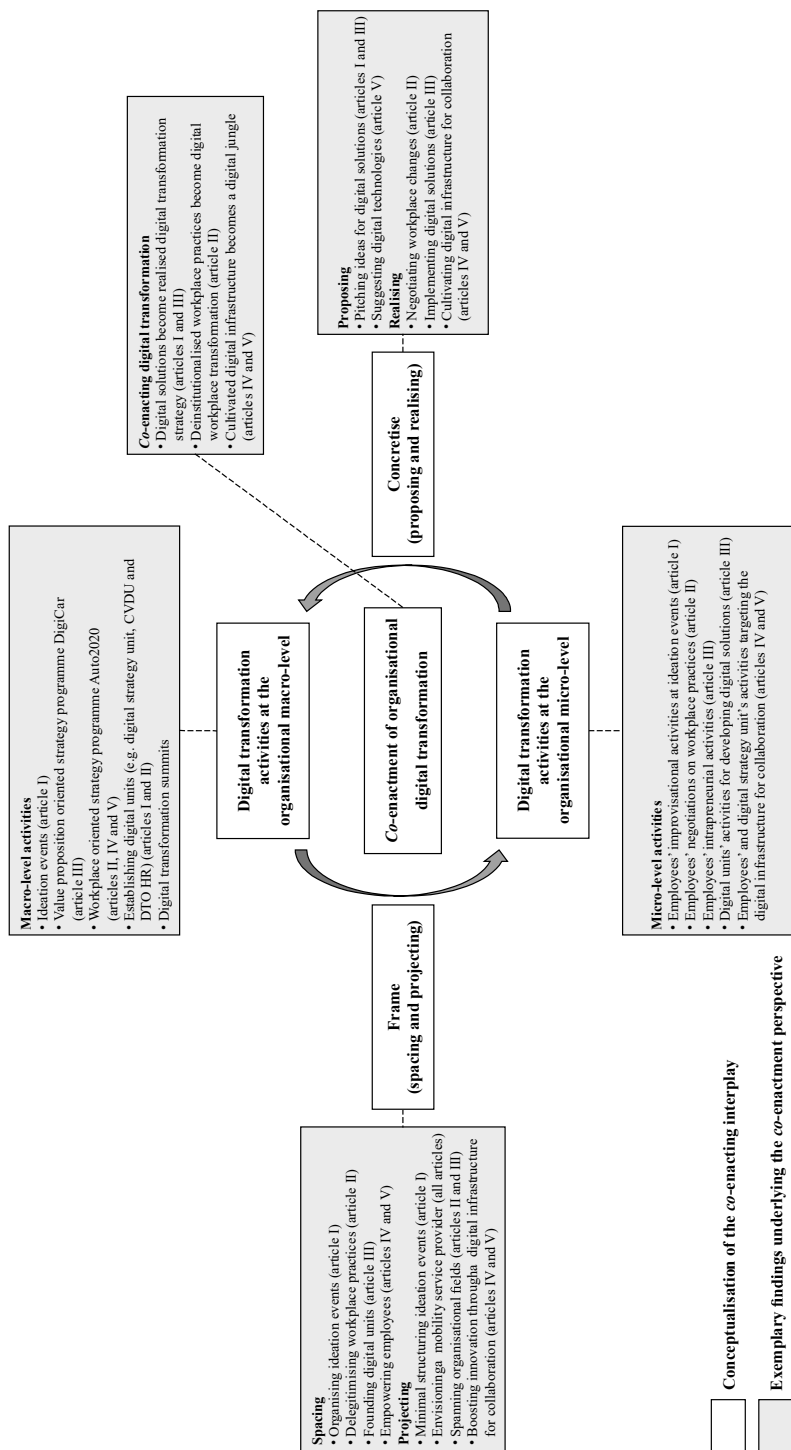 Macro-level activities
• Ideation events (article I)
• Value proposition oriented strategy programme DigiCar
(article III)
• Workplace oriented strategy programme Auto2020
(articles II, IV and V)
• Establishing digital units (e.g. digital strategy unit, CVDU and
DTO HR) (articles I and II)
• Digital transformation summits
Co-enacting digital transformation
• Digital solutions become realised digital transformation
strategy (articles I and III)
• Deinstitutionalised workplace practices become digital
workplace transformation (article II)
• Cultivated digital infrastructure becomes a digital jungle
(articles IV and V)
Digital transformation
activities at the
organisational macro-level
Spacing
• Organising ideation events (article I)
• Delegitimising workplace practices (article II)
• Founding digital units (article III)
• Empowering employees (articles IV and V)
Projecting
• Minimal structuring ideation events (article I)
• Envisioninga mobility service provider (all articles)
• Spanning organisational fields (articles II and III)
• Boosting innovation througha digital infrastructure
for collaboration (articles IV and V)
Frame
(spacing and projecting)
Co-enactment of organisational
digital transformation
Concretise
(proposing and realising)
Proposing
• Pitching ideas for digital solutions (articles I and III)
• Suggesting digital technologies (article V)
Realising
• Negotiating workplace changes (article II)
• Implementing digital solutions (article III)
• Cultivating digital infrastructure for collaboration
(articles IV and V)
Digital transformation
activities at the
organisational micro-level
Micro-level activities
• Employees' improvisational activities at ideation events (article I)
• Employees' negotiations on workplace practices (article II)
• Employees' intrapreneurial activities (article III)
• Digital units' activities for developing digital solutions (article III)
• Employees' and digital strategy unit's activities targeting the
digital infrastructure for collaboration (articles IV and V)
Conceptualisation of the co-enacting interplay
Exemplary findings underlying the co-enactment perspective